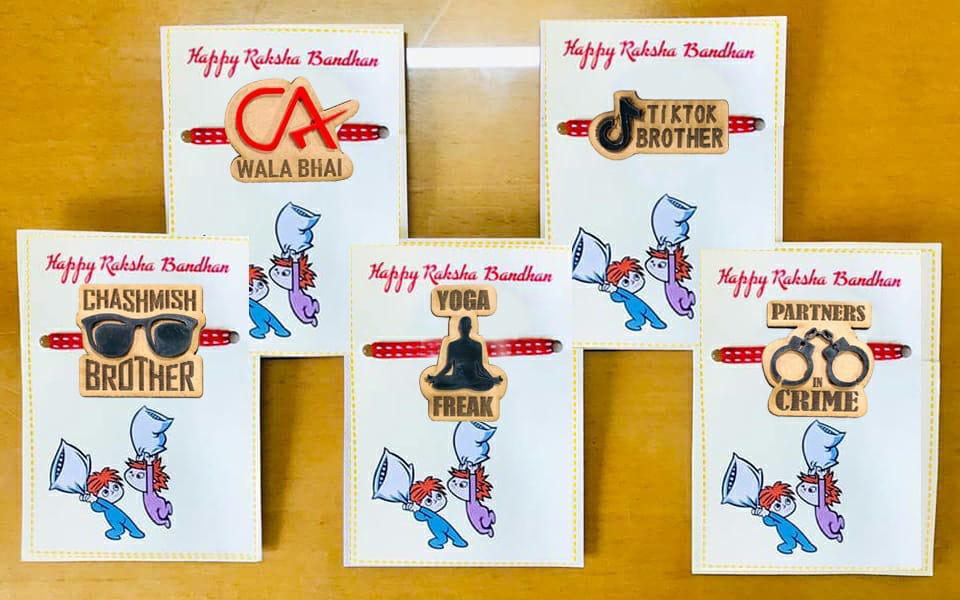 Happy Raksha Bandhan
CA
WALA BHAI
Happy Raksha Bandhan
TIKTOK
BROTHER
Happy Raksha Bandhan
CHASHMISH
BROTHER
Happy Raksha Bandhan
YOGA
FREAK
Happy Raksha Bandhan
PARTNERS
IN
CRIME